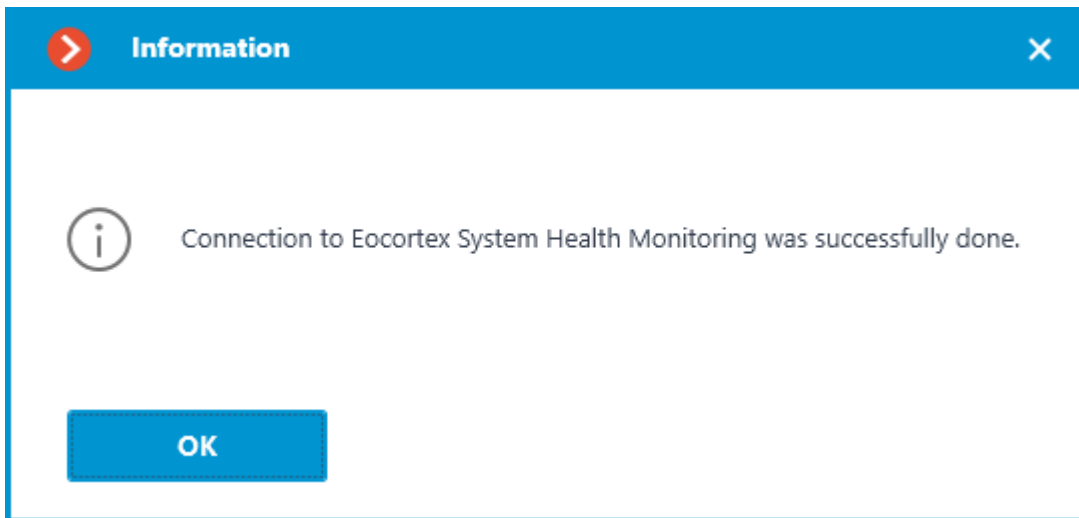 Information
Connection to Eocortex System Health Monitoring was successfully done.
OK